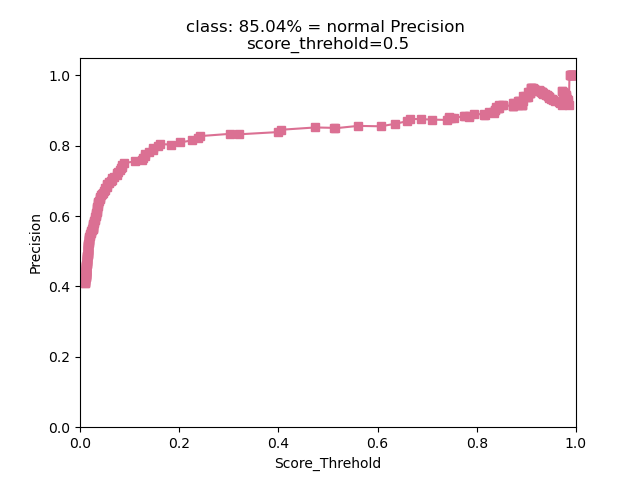 class: 85.04% = normal Precision
score_threhold=0.5
1.0
0.8
0.6
0.4
0.2
0.0
Precision
0.0 0.2 0.4 0.6 0.8 1.0
Score_Threhold